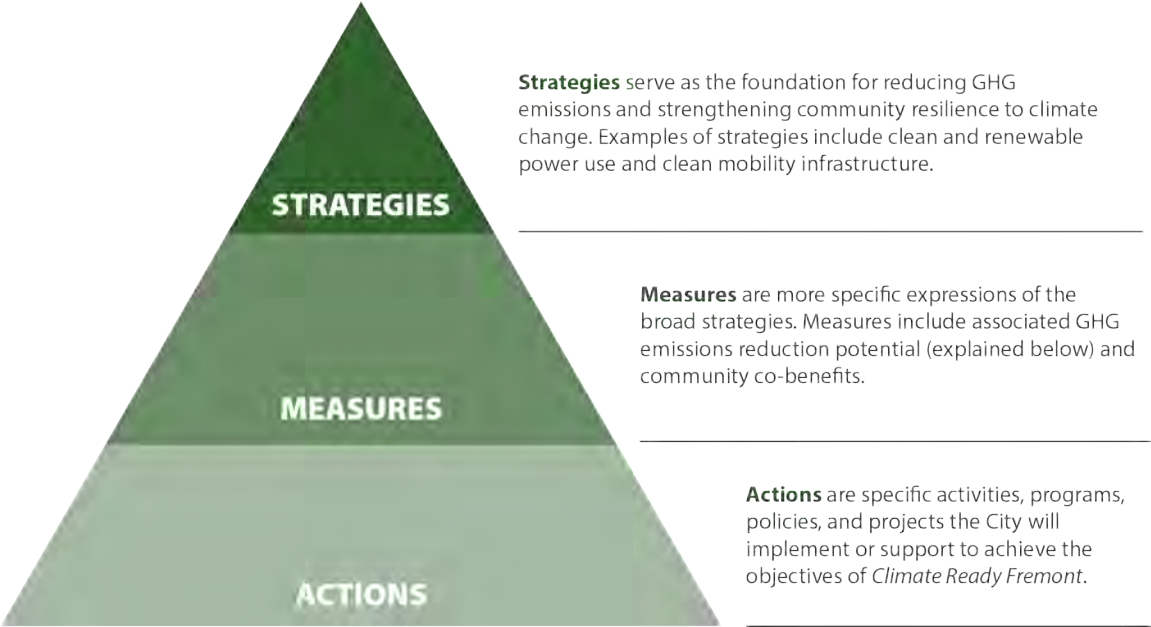 Strategies serve as the foundation for reducing GHG
emissions and strengthening community resilience to climate
change. Examples of strategies include clean and renewable
power use and clean mobility infrastructure.
STRATEGIES
Measures are more specific expressions of the
broad strategies. Measures include associated GHG
emissions reduction potential (explained below) and
community co-benefits.
MEASURES
Actions are specific activities, programs,
policies, and projects the City will
implement or support to achieve the
objectives of Climate Ready Fremont.
ACTIONS